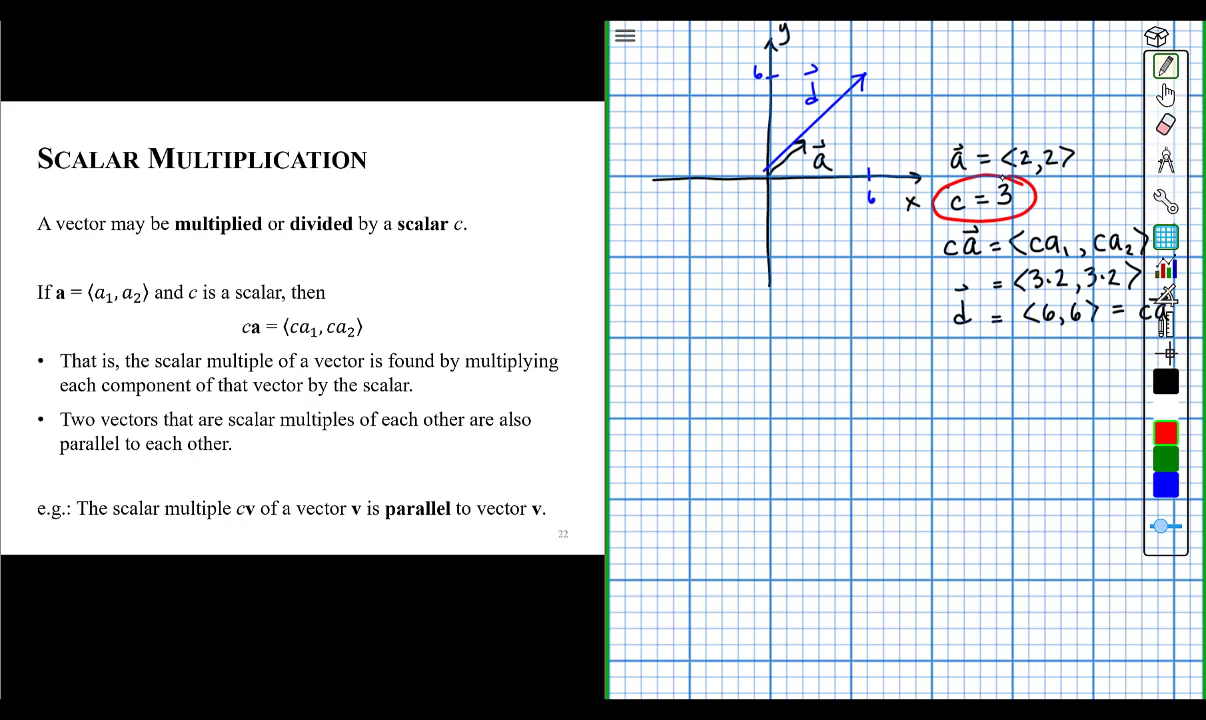 SCALAR MULTIPLICATION
A vector may be multiplied or divided by a scalar c.
If a = ⟨a₁, a₂⟩ and c is a scalar, then
ca = ⟨ca₁, ca₂⟩
• That is, the scalar multiple of a vector is found by multiplying
each component of that vector by the scalar.
• Two vectors that are scalar multiples of each other are also
parallel to each other.
e.g.: The scalar multiple cv of a vector v is parallel to vector v.
22
y
6
d⃗
a⃗
x
6
a⃗ = <2,2>
c = 3
ca⃗ = <ca₁, ca₂>
= <3·2, 3·2>
d⃗ = <6,6> = ca⃗